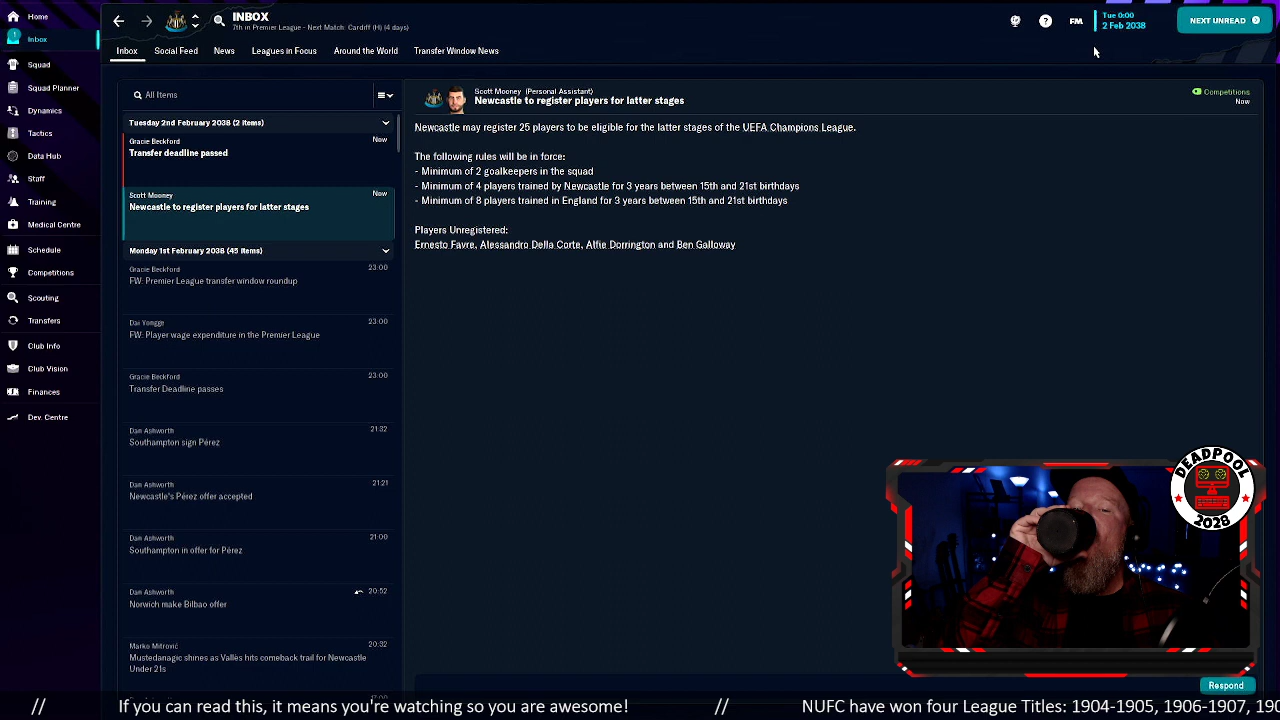 Home
Inbox
Squad
Squad Planner
Dynamics
Tactics
Data Hub
Staff
Training
Medical Centre
Schedule
Competitions
Scouting
Transfers
Club Info
Club Vision
Finances
Dev. Centre
INBOX
7th in Premier League - Next Match: Cardiff (H) (4 days)
FM
Tue 0:00
2 Feb 2038
NEXT UNREAD
Inbox
Social Feed
News
Leagues in Focus
Around the World
Transfer Window News
All Items
Tuesday 2nd February 2038 (2 Items)
Gracie Beckford
Now
Transfer deadline passed
Scott Mooney
Now
Newcastle to register players for latter stages
Monday 1st February 2038 (45 Items)
Gracie Beckford
23:00
FW: Premier League transfer window roundup
Dai Yongge
23:00
FW: Player wage expenditure in the Premier League
Gracie Beckford
23:00
Transfer Deadline passes
Dan Ashworth
21:32
Southampton sign Pérez
Dan Ashworth
21:21
Newcastle's Pérez offer accepted
Dan Ashworth
21:00
Southampton in offer for Pérez
Dan Ashworth
20:52
Norwich make Bilbao offer
Marko Mitrović
20:32
Mustedanagic shines as Vallès hits comeback trail for Newcastle
Under 21s
Scott Mooney (Personal Assistant)
Newcastle to register players for latter stages
Competitions
Now
Newcastle may register 25 players to be eligible for the latter stages of the UEFA Champions League.
The following rules will be in force:
- Minimum of 2 goalkeepers in the squad
- Minimum of 4 players trained by Newcastle for 3 years between 15th and 21st birthdays
- Minimum of 8 players trained in England for 3 years between 15th and 21st birthdays
Players Unregistered:
Ernesto Favre, Alessandro Della Corte, Alfie Dorrington and Ben Galloway
DEADPOOL
2028
Respond
// If you can read this, it means you're watching so you are awesome! // NUFC have won four League Titles: 1904-1905, 1906-1907, 190